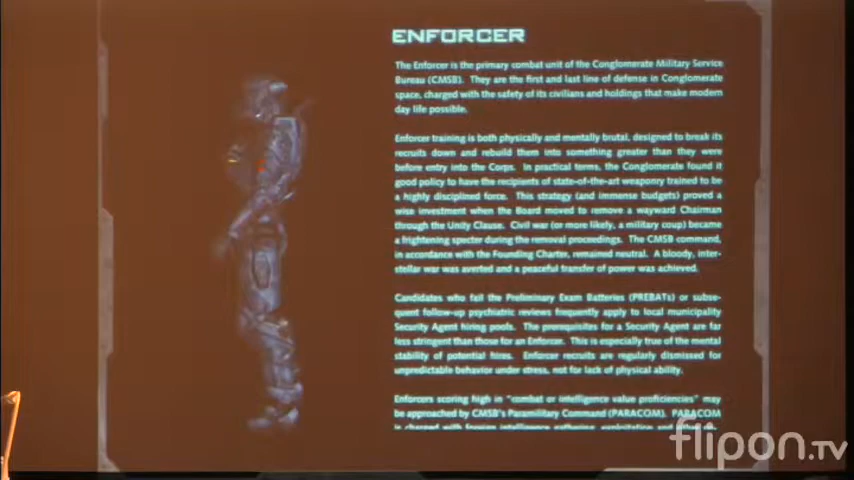 ENFORCER
The Enforcer is the primary combat unit of the Conglomerate Military Service
Bureau (CMSB). They are the first and last line of defense in Conglomerate
space, charged with the safety of its civilians and holdings that make modern
day life possible.
Enforcer training is both physically and mentally brutal, designed to break its
recruits down and rebuild them into something greater than they were
before entry into the Corps. In practical terms, the Conglomerate found it
good policy to have the recipients of state-of-the-art weaponry trained to be
a highly disciplined force. This strategy (and immense budgets) proved a
wise investment when the Board moved to remove a wayward Chairman
through the Unity Clause. Civil war (or more likely, a military coup) became
a frightening specter during the removal proceedings. The CMSB command,
in accordance with the Founding Charter, remained neutral. A bloody, inter-
stellar war was averted and a peaceful transfer of power was achieved.
Candidates who fail the Preliminary Exam Batteries (PREBATs) or subse-
quent follow-up psychiatric reviews frequently apply to local municipality
Security Agent hiring pools. The prerequisites for a Security Agent are far
less stringent than those for an Enforcer. This is especially true of the mental
stability of potential hires. Enforcer recruits are regularly dismissed for
unpredictable behavior under stress, not for lack of physical ability.
Enforcers scoring high in "combat or intelligence value proficiencies" may
be approached by CMSB's Paramilitary Command (PARACOM). PARACOM
is charged with foreign intelligence gathering, exploitation and
flipon.tv